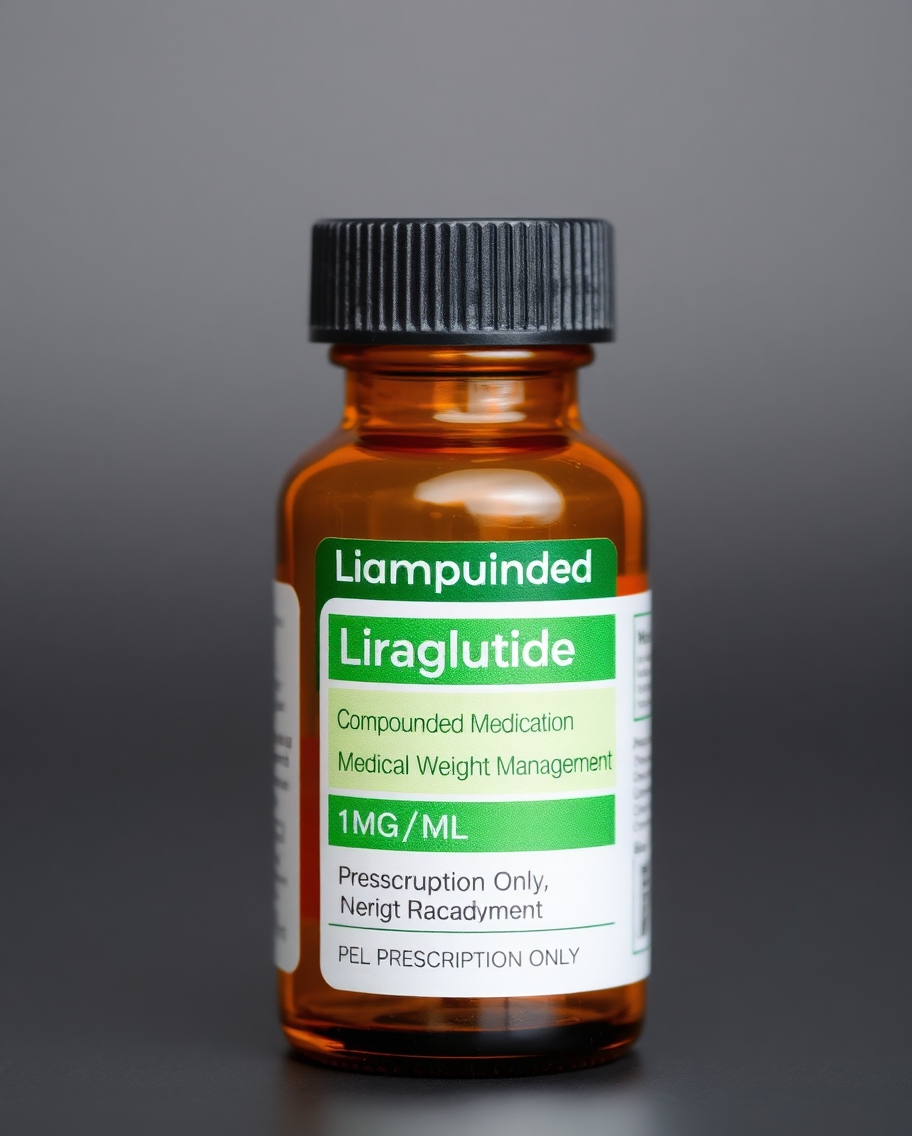 Liampuinded
Liraglutide
Compounded Medication
Medical Weight Management
1MG/ML
Presscruption Only,
Nerigt Racadyment
PEL PRESCRIPTION ONLY